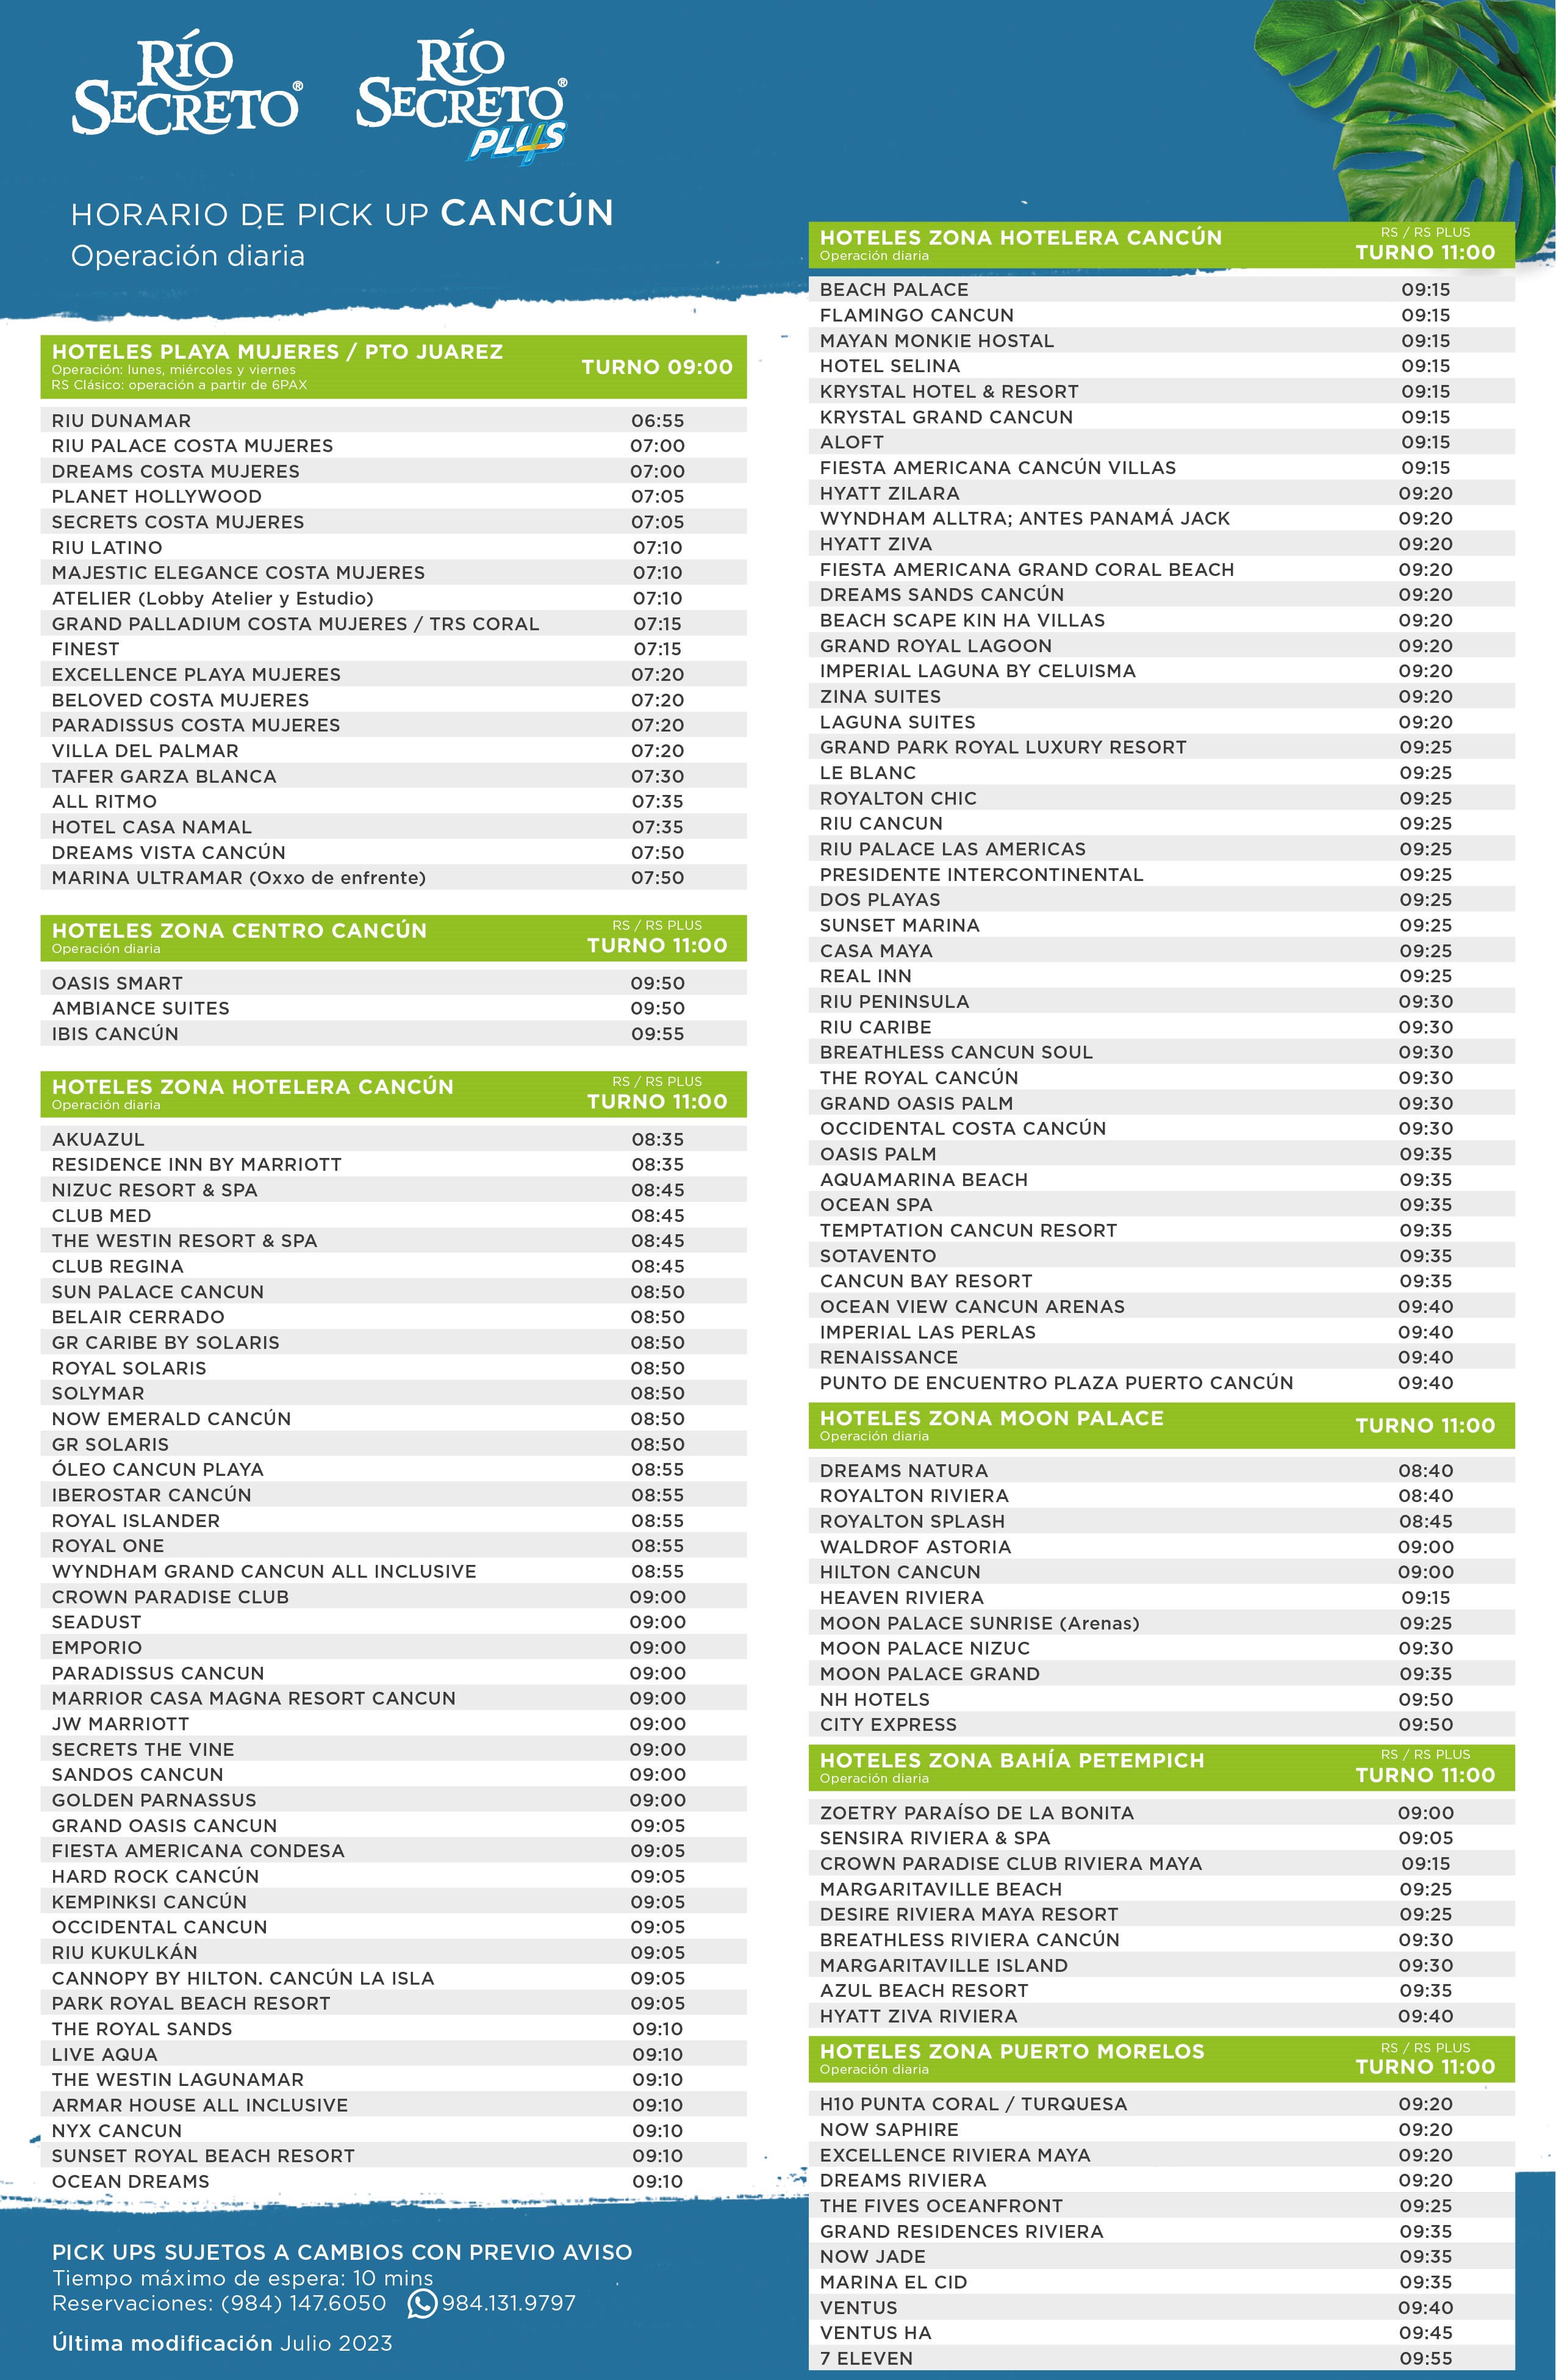 RÍO
SECRETO®
RÍO
SECRETO®
PLUS
HORARIO DE PICK UP CANCÚN
Operación diaria
HOTELES PLAYA MUJERES / PTO JUAREZ TURNO 09:00
Operación: lunes, miércoles y viernes
RS Clásico: operación a partir de 6PAX
RIU DUNAMAR 06:55
RIU PALACE COSTA MUJERES 07:00
DREAMS COSTA MUJERES 07:00
PLANET HOLLYWOOD 07:05
SECRETS COSTA MUJERES 07:05
RIU LATINO 07:10
MAJESTIC ELEGANCE COSTA MUJERES 07:10
ATELIER (Lobby Atelier y Estudio) 07:10
GRAND PALLADIUM COSTA MUJERES / TRS CORAL 07:15
FINEST 07:15
EXCELLENCE PLAYA MUJERES 07:20
BELOVED COSTA MUJERES 07:20
PARADISSUS COSTA MUJERES 07:20
VILLA DEL PALMAR 07:20
TAFER GARZA BLANCA 07:30
ALL RITMO 07:35
HOTEL CASA NAMAL 07:35
DREAMS VISTA CANCÚN 07:50
MARINA ULTRAMAR (Oxxo de enfrente) 07:50
HOTELES ZONA CENTRO CANCÚN RS / RS PLUS
Operación diaria TURNO 11:00
OASIS SMART 09:50
AMBIANCE SUITES 09:50
IBIS CANCÚN 09:55
HOTELES ZONA HOTELERA CANCÚN RS / RS PLUS
Operación diaria TURNO 11:00
AKUAZUL 08:35
RESIDENCE INN BY MARRIOTT 08:35
NIZUC RESORT & SPA 08:45
CLUB MED 08:45
THE WESTIN RESORT & SPA 08:45
CLUB REGINA 08:45
SUN PALACE CANCUN 08:50
BELAIR CERRADO 08:50
GR CARIBE BY SOLARIS 08:50
ROYAL SOLARIS 08:50
SOLYMAR 08:50
NOW EMERALD CANCÚN 08:50
GR SOLARIS 08:50
ÓLEO CANCUN PLAYA 08:55
IBEROSTAR CANCÚN 08:55
ROYAL ISLANDER 08:55
ROYAL ONE 08:55
WYNDHAM GRAND CANCUN ALL INCLUSIVE 08:55
CROWN PARADISE CLUB 09:00
SEADUST 09:00
EMPORIO 09:00
PARADISSUS CANCUN 09:00
MARRIOR CASA MAGNA RESORT CANCUN 09:00
JW MARRIOTT 09:00
SECRETS THE VINE 09:00
SANDOS CANCUN 09:00
GOLDEN PARNASSUS 09:00
GRAND OASIS CANCUN 09:05
FIESTA AMERICANA CONDESA 09:05
HARD ROCK CANCÚN 09:05
KEMPINKSI CANCÚN 09:05
OCCIDENTAL CANCUN 09:05
RIU KUKULKÁN 09:05
CANNOPY BY HILTON. CANCÚN LA ISLA 09:05
PARK ROYAL BEACH RESORT 09:05
THE ROYAL SANDS 09:10
LIVE AQUA 09:10
THE WESTIN LAGUNAMAR 09:10
ARMAR HOUSE ALL INCLUSIVE 09:10
NYX CANCUN 09:10
SUNSET ROYAL BEACH RESORT 09:10
OCEAN DREAMS 09:10
PICK UPS SUJETOS A CAMBIOS CON PREVIO AVISO
Tiempo máximo de espera: 10 mins
Reservaciones: (984) 147.6050 984.131.9797
Última modificación Julio 2023
HOTELES ZONA HOTELERA CANCÚN RS / RS PLUS
Operación diaria TURNO 11:00
BEACH PALACE 09:15
FLAMINGO CANCUN 09:15
MAYAN MONKIE HOSTAL 09:15
HOTEL SELINA 09:15
KRYSTAL HOTEL & RESORT 09:15
KRYSTAL GRAND CANCUN 09:15
ALOFT 09:15
FIESTA AMERICANA CANCÚN VILLAS 09:15
HYATT ZILARA 09:20
WYNDHAM ALLTRA; ANTES PANAMÁ JACK 09:20
HYATT ZIVA 09:20
FIESTA AMERICANA GRAND CORAL BEACH 09:20
DREAMS SANDS CANCÚN 09:20
BEACH SCAPE KIN HA VILLAS 09:20
GRAND ROYAL LAGOON 09:20
IMPERIAL LAGUNA BY CELUISMA 09:20
ZINA SUITES 09:20
LAGUNA SUITES 09:20
GRAND PARK ROYAL LUXURY RESORT 09:25
LE BLANC 09:25
ROYALTON CHIC 09:25
RIU CANCUN 09:25
RIU PALACE LAS AMERICAS 09:25
PRESIDENTE INTERCONTINENTAL 09:25
DOS PLAYAS 09:25
SUNSET MARINA 09:25
CASA MAYA 09:25
REAL INN 09:25
RIU PENINSULA 09:30
RIU CARIBE 09:30
BREATHLESS CANCUN SOUL 09:30
THE ROYAL CANCÚN 09:30
GRAND OASIS PALM 09:30
OCCIDENTAL COSTA CANCÚN 09:30
OASIS PALM 09:35
AQUAMARINA BEACH 09:35
OCEAN SPA 09:35
TEMPTATION CANCUN RESORT 09:35
SOTAVENTO 09:35
CANCUN BAY RESORT 09:35
OCEAN VIEW CANCUN ARENAS 09:40
IMPERIAL LAS PERLAS 09:40
RENAISSANCE 09:40
PUNTO DE ENCUENTRO PLAZA PUERTO CANCÚN 09:40
HOTELES ZONA MOON PALACE TURNO 11:00
Operación diaria
DREAMS NATURA 08:40
ROYALTON RIVIERA 08:40
ROYALTON SPLASH 08:45
WALDROF ASTORIA 09:00
HILTON CANCUN 09:00
HEAVEN RIVIERA 09:15
MOON PALACE SUNRISE (Arenas) 09:25
MOON PALACE NIZUC 09:30
MOON PALACE GRAND 09:35
NH HOTELS 09:50
CITY EXPRESS 09:50
HOTELES ZONA BAHÍA PETEMPICH RS / RS PLUS
Operación diaria TURNO 11:00
ZOETRY PARAÍSO DE LA BONITA 09:00
SENSIRA RIVIERA & SPA 09:05
CROWN PARADISE CLUB RIVIERA MAYA 09:15
MARGARITAVILLE BEACH 09:25
DESIRE RIVIERA MAYA RESORT 09:25
BREATHLESS RIVIERA CANCÚN 09:30
MARGARITAVILLE ISLAND 09:30
AZUL BEACH RESORT 09:35
HYATT ZIVA RIVIERA 09:40
HOTELES ZONA PUERTO MORELOS RS / RS PLUS
Operación diaria TURNO 11:00
H10 PUNTA CORAL / TURQUESA 09:20
NOW SAPHIRE 09:20
EXCELLENCE RIVIERA MAYA 09:20
DREAMS RIVIERA 09:20
THE FIVES OCEANFRONT 09:25
GRAND RESIDENCES RIVIERA 09:35
NOW JADE 09:35
MARINA EL CID 09:35
VENTUS 09:40
VENTUS HA 09:45
7 ELEVEN 09:55